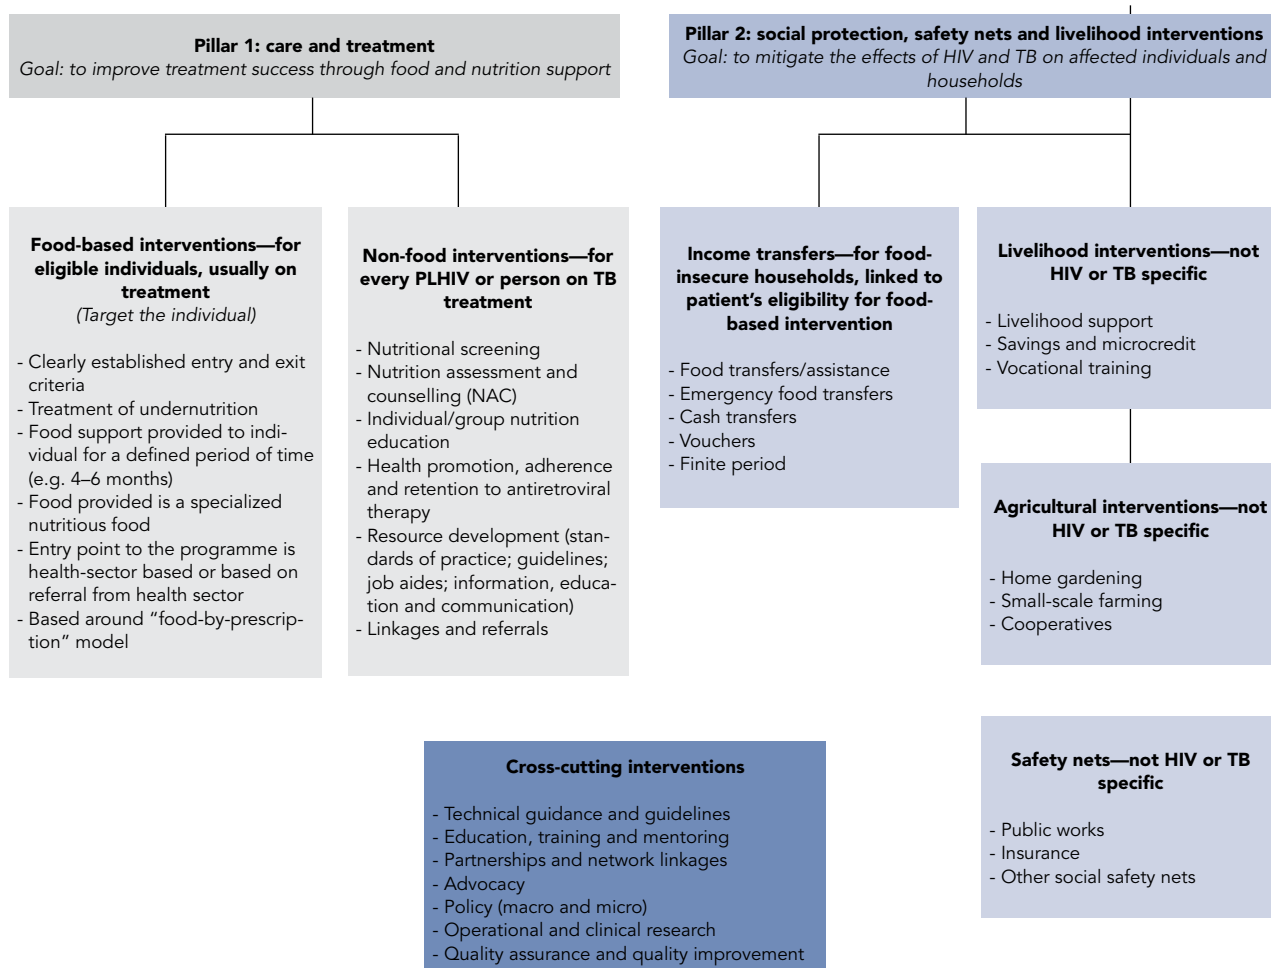 Pillar 1: care and treatment
Goal: to improve treatment success through food and nutrition support
Pillar 2: social protection, safety nets and livelihood interventions
Goal: to mitigate the effects of HIV and TB on affected individuals and
households
Food-based interventions—for
eligible individuals, usually on
treatment
(Target the individual)
- Clearly established entry and exit
criteria
- Treatment of undernutrition
- Food support provided to indi-
vidual for a defined period of time
(e.g. 4–6 months)
- Food provided is a specialized
nutritious food
- Entry point to the programme is
health-sector based or based on
referral from health sector
- Based around “food-by-prescrip-
tion” model
Non-food interventions—for
every PLHIV or person on TB
treatment
- Nutritional screening
- Nutrition assessment and
counselling (NAC)
- Individual/group nutrition
education
- Health promotion, adherence
and retention to antiretroviral
therapy
- Resource development (stan-
dards of practice; guidelines;
job aides; information, educa-
tion and communication)
- Linkages and referrals
Income transfers—for food-
insecure households, linked to
patient’s eligibility for food-
based intervention
- Food transfers/assistance
- Emergency food transfers
- Cash transfers
- Vouchers
- Finite period
Livelihood interventions—not
HIV or TB specific
- Livelihood support
- Savings and microcredit
- Vocational training
Agricultural interventions—not
HIV or TB specific
- Home gardening
- Small-scale farming
- Cooperatives
Safety nets—not HIV or TB
specific
- Public works
- Insurance
- Other social safety nets
Cross-cutting interventions
- Technical guidance and guidelines
- Education, training and mentoring
- Partnerships and network linkages
- Advocacy
- Policy (macro and micro)
- Operational and clinical research
- Quality assurance and quality improvement